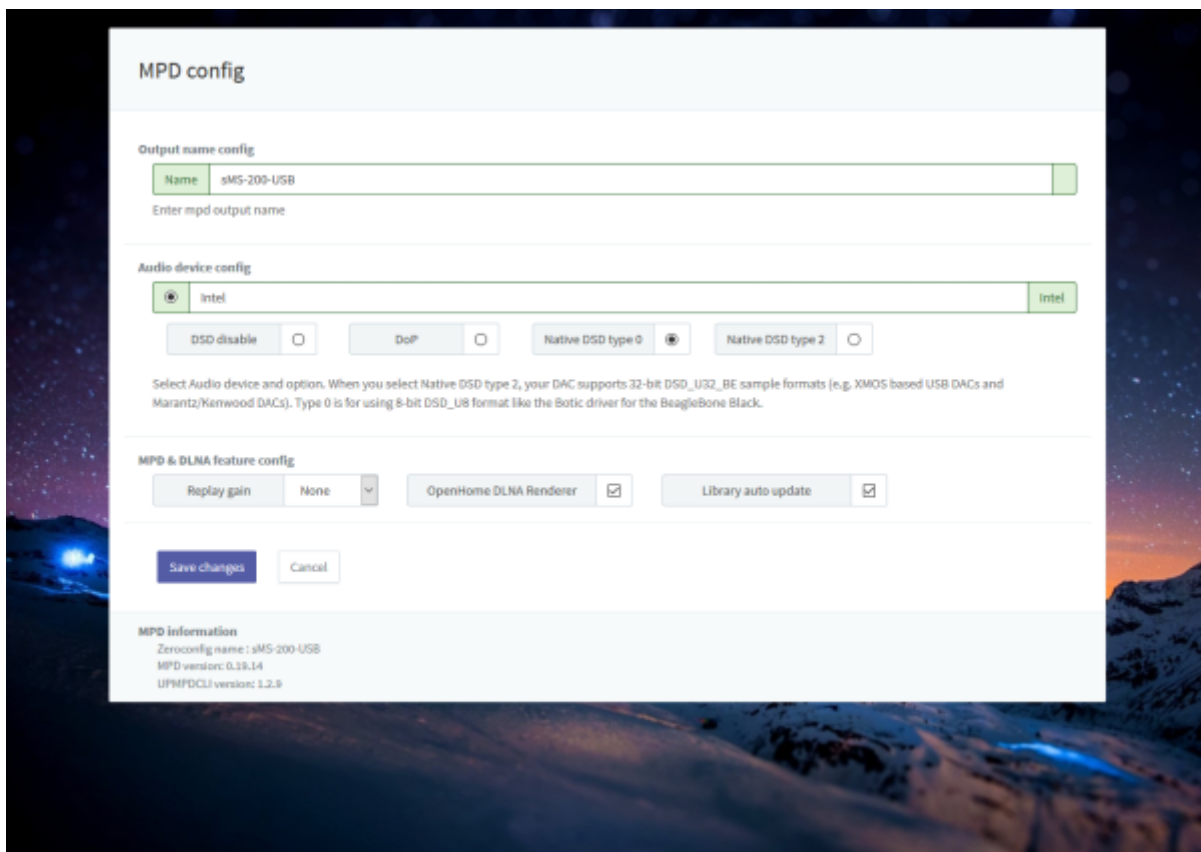 MPD config
Output name config
Name sMS-200-USB
Enter mpd output name
Audio device config
Intel Intel
DSD disable DoP Native DSD type 0 Native DSD type 2
Select Audio device and option. When you select Native DSD type 2, your DAC supports 32-bit DSD_U32_BE sample formats (e.g. XMOS based USB DACs and
Marantz/Kenwood DACs). Type 0 is for using 8-bit DSD_U8 format like the Botic driver for the BeagleBone Black.
MPD & DLNA feature config
Replay gain None OpenHome DLNA Renderer Library auto update
Save changes Cancel
MPD information
Zeroconfig name : sMS-200-USB
MPD version: 0.19.14
UPMPDCLI version: 1.2.9